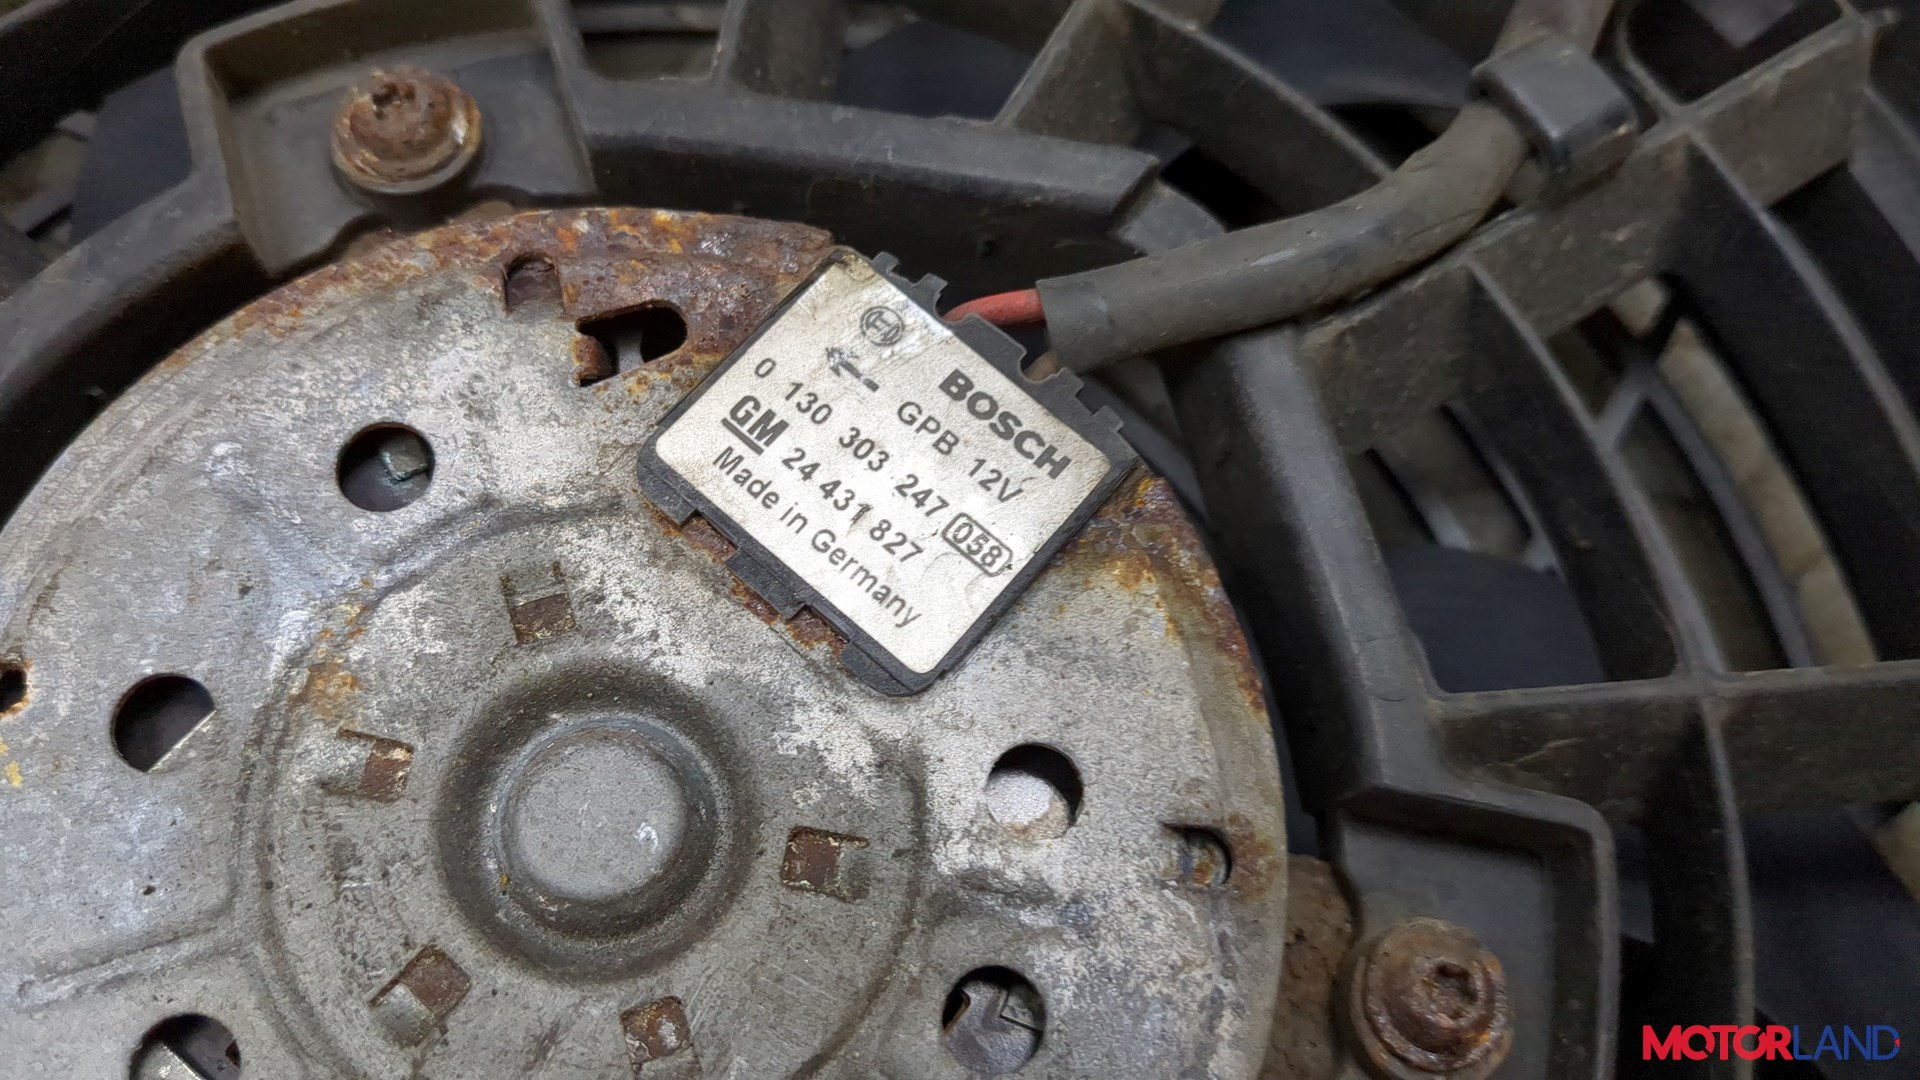 BOSCH
GPB 12V
0 130 303 247 058
GM 24 431 827
Made in Germany
MOTORLAND